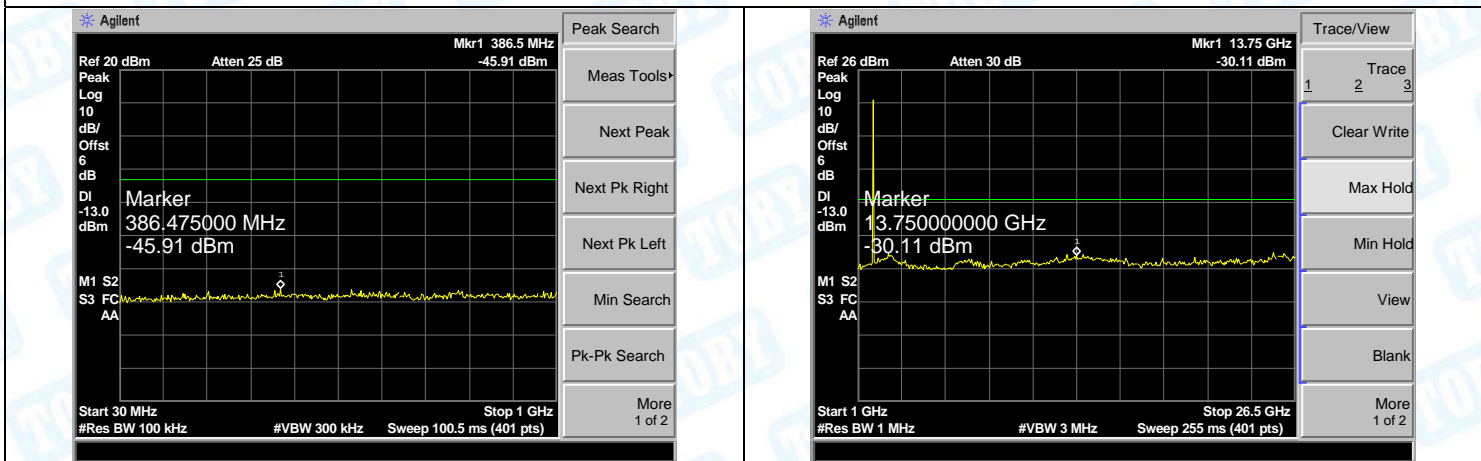 Agilent
Peak Search
Mkr1 386.5 MHz
Ref 20 dBm Atten 25 dB -45.91 dBm
Peak
Log
10
dB/
Offst
6
dB
DI
-13.0
dBm
Marker
386.475000 MHz
-45.91 dBm
1
M1 S2
S3 FC
AA
Start 30 MHz Stop 1 GHz
#Res BW 100 kHz #VBW 300 kHz Sweep 100.5 ms (401 pts)
Meas Tools
Next Peak
Next Pk Right
Next Pk Left
Min Search
Pk-Pk Search
More
1 of 2
Agilent
Trace/View
Mkr1 13.75 GHz
Ref 26 dBm Atten 30 dB -30.11 dBm
Peak
Log
10
dB/
Offst
6
dB
DI
-13.0
dBm
Marker
13.750000000 GHz
-30.11 dBm
1
M1 S2
S3 FC
AA
Start 1 GHz Stop 26.5 GHz
#Res BW 1 MHz #VBW 3 MHz Sweep 255 ms (401 pts)
Trace
1 2 3
Clear Write
Max Hold
Min Hold
View
Blank
More
1 of 2
TOBY